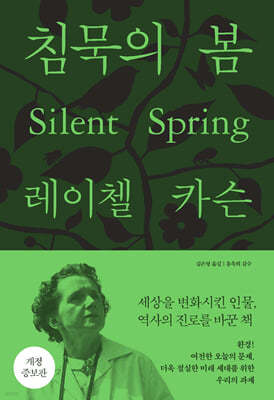 침묵의 봄
Silent Spring
레이첼 카슨
김은령 옮김 | 홍욱희 감수
세상을 변화시킨 인물,
역사의 진로를 바꾼 책
환경!
여전한 오늘의 문제,
더욱 절실한 미래 세대를 위한
우리의 과제
개정
증보판